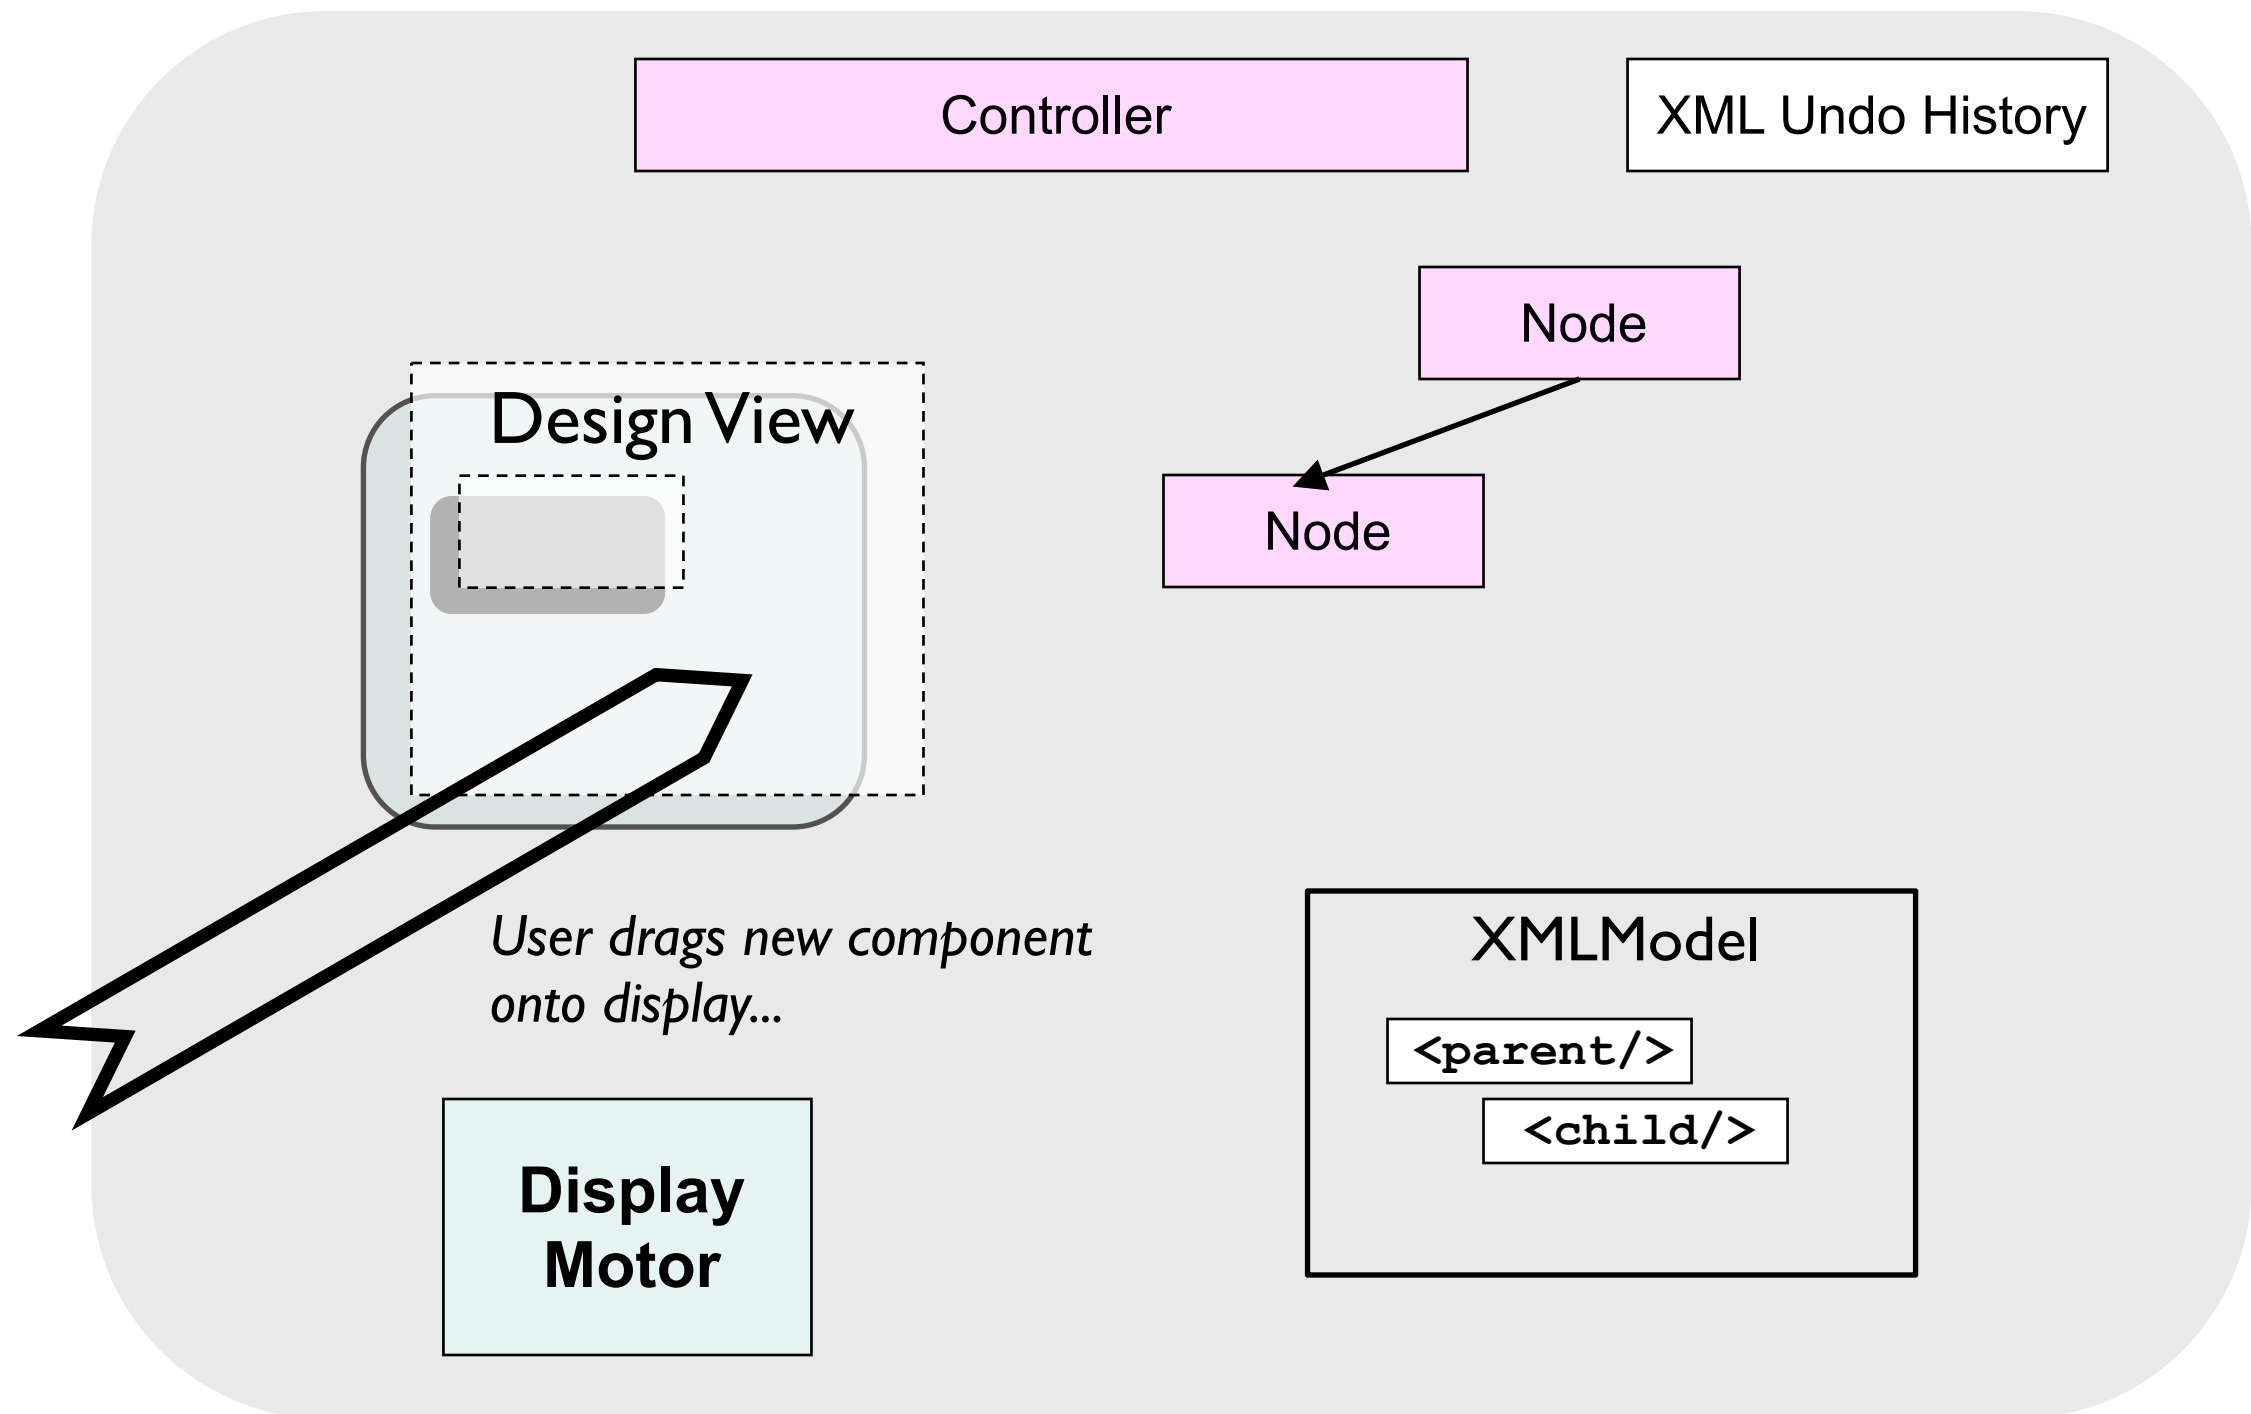 Controller
XML Undo History
Node
Design View
Node
User drags new component
onto display...
XMLModel
<parent/>
<child/>
Display
Motor